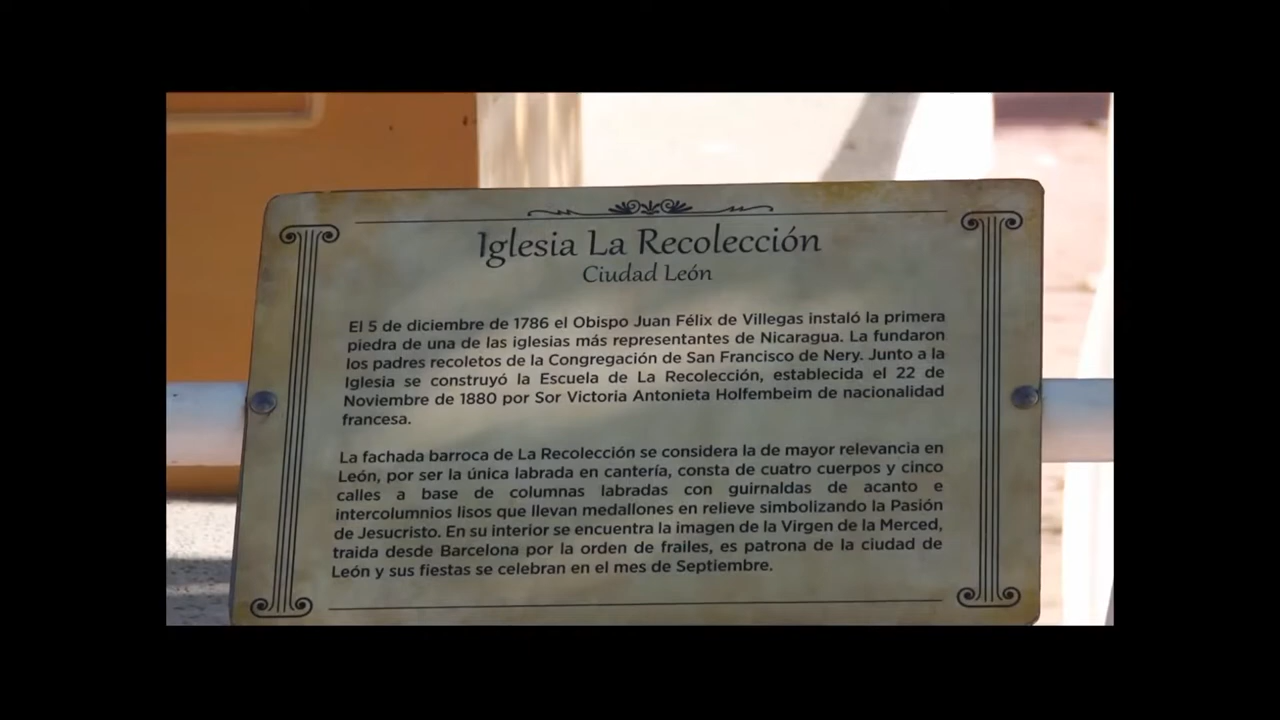 Iglesia La Recolección
Ciudad León
El 5 de diciembre de 1786 el Obispo Juan Félix de Villegas instaló la primera
piedra de una de las iglesias más representantes de Nicaragua. La fundaron
los padres recoletos de la Congregación de San Francisco de Nery. Junto a la
Iglesia se construyó la Escuela de La Recolección, establecida el 22 de
Noviembre de 1880 por Sor Victoria Antonieta Holfembeim de nacionalidad
francesa.
La fachada barroca de La Recolección se considera la de mayor relevancia en
León, por ser la única labrada en cantería, consta de cuatro cuerpos y cinco
calles a base de columnas labradas con guirnaldas de acanto e
intercolumnios lisos que llevan medallones en relieve simbolizando la Pasión
de Jesucristo. En su interior se encuentra la imagen de la Virgen de la Merced,
traida desde Barcelona por la orden de frailes, es patrona de la ciudad de
León y sus fiestas se celebran en el mes de Septiembre.